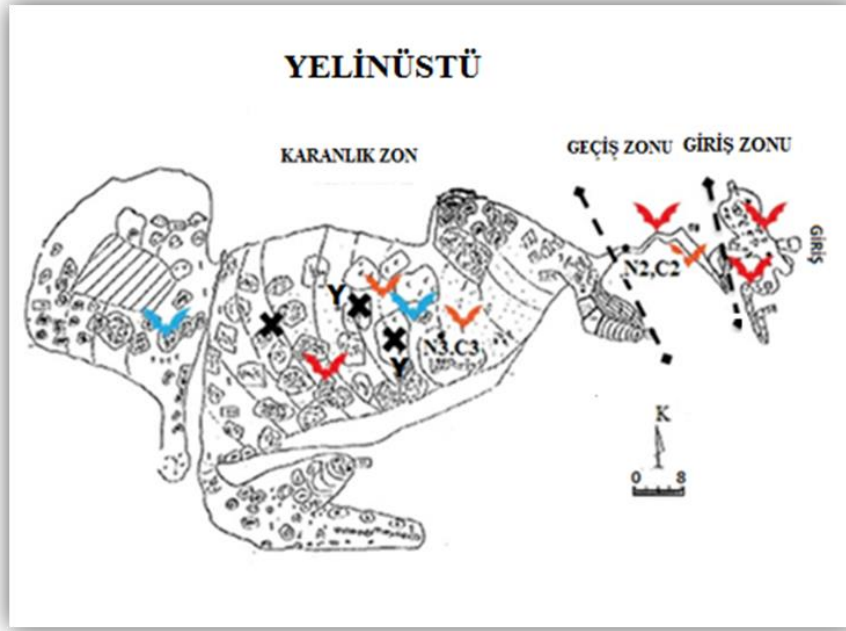 YELİNÜSTÜ
KARANLIK ZON
GEÇİŞ ZONU
GİRİŞ ZONU
GİRİŞ
N2,C2
Y
N3,C3
Y
K
0 8